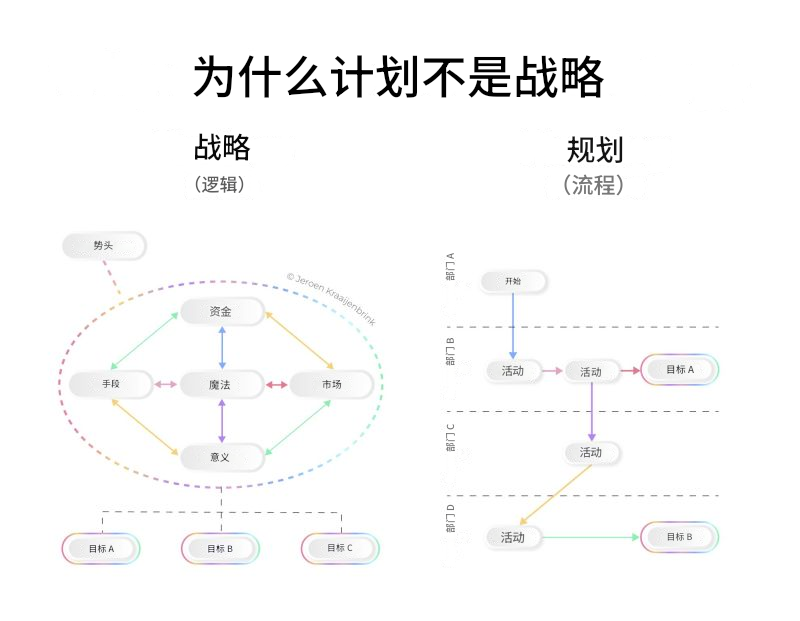 为什么计划不是战略
战略
（逻辑）
势头
© Jeroen Kraaijenbrink
资金
手段
魔法
市场
意义
目标 A
目标 B
目标 C
规划
（流程）
部门 A
开始
部门 B
活动
活动
目标 A
部门 C
活动
部门 D
活动
目标 B